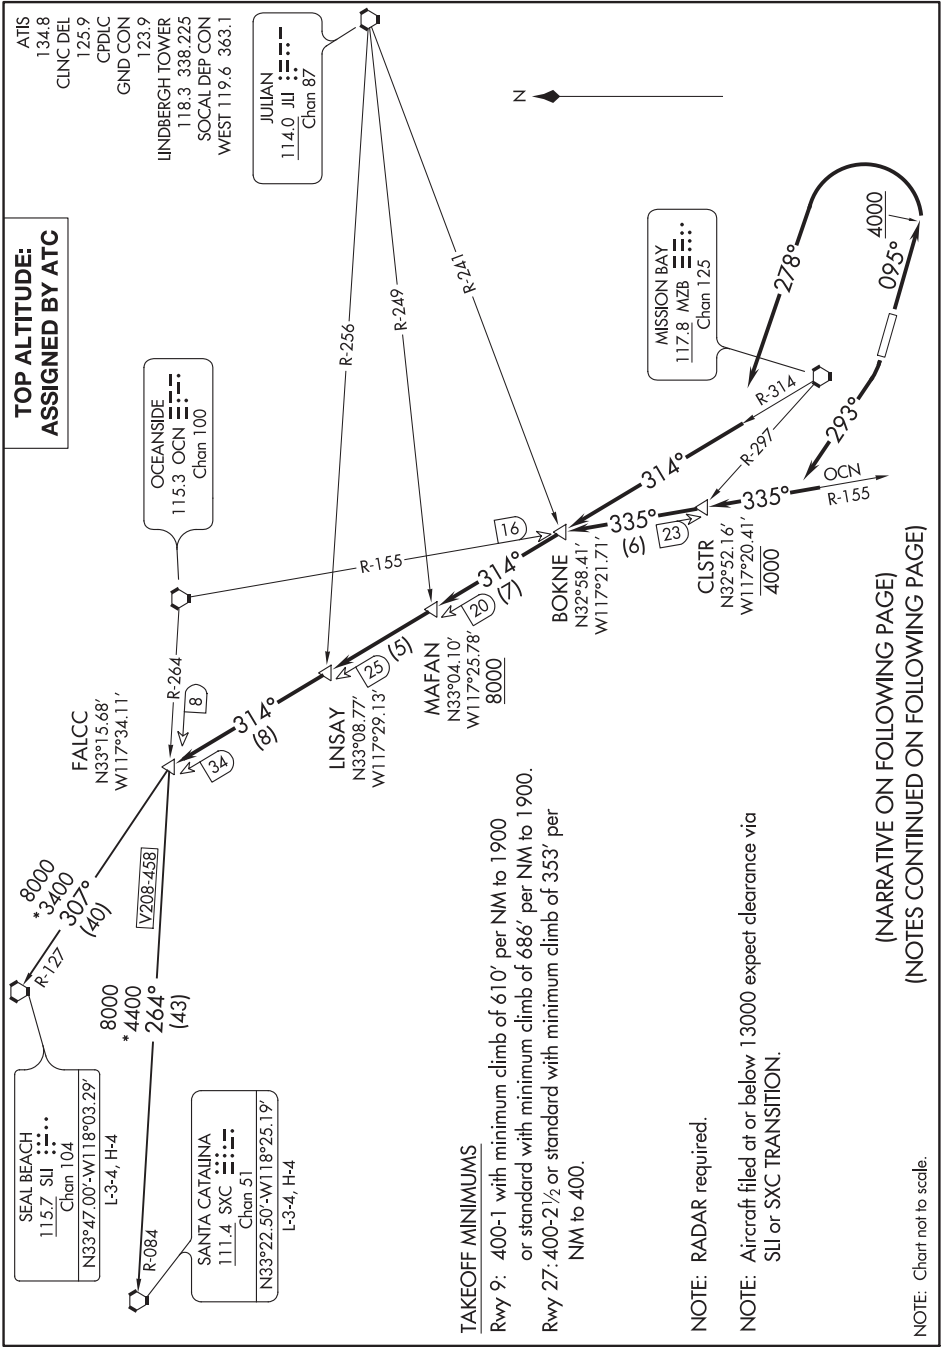 ATIS
134.8
CLNC DEL
125.9
CPDLC
GND CON
123.9
LINDBERGH TOWER
118.3 338.225
SOCAL DEP CON
WEST 119.6 363.1
TOP ALTITUDE:
ASSIGNED BY ATC
JULIAN
114.0 JLI
Chan 87
N
OCEANSIDE
115.3 OCN
Chan 100
MISSION BAY
117.8 MZB
Chan 125
SEAL BEACH
115.7 SLI
Chan 104
N33°47.00'-W118°03.29'
L-3-4, H-4
SANTA CATALINA
111.4 SXC
Chan 51
N33°22.50'-W118°25.19'
L-3-4, H-4
R-127
8000
*3400
307°
(40)
R-084
8000
*4400
264°
(43)
V208-458
FALCC
N33°15.68'
W117°34.11'
R-264
8
34
314°
(8)
LNSAY
N33°08.77'
W117°29.13'
25
(5)
R-256
MAFAN
N33°04.10'
W117°25.78'
8000
20
R-249
314°
(7)
R-155
16
R-241
BOKNE
N32°58.41'
W117°21.71'
335°
(6)
23
314°
R-314
R-297
CLSTR
N32°52.16'
W117°20.41'
4000
335°
OCN
R-155
293°
278°
095°
4000
TAKEOFF MINIMUMS
Rwy 9: 400-1 with minimum climb of 610' per NM to 1900
or standard with minimum climb of 686' per NM to 1900.
Rwy 27: 400-2½ or standard with minimum climb of 353' per
NM to 400.
NOTE: RADAR required.
NOTE: Aircraft filed at or below 13000 expect clearance via
SLI or SXC TRANSITION.
(NARRATIVE ON FOLLOWING PAGE)
(NOTES CONTINUED ON FOLLOWING PAGE)
NOTE: Chart not to scale.